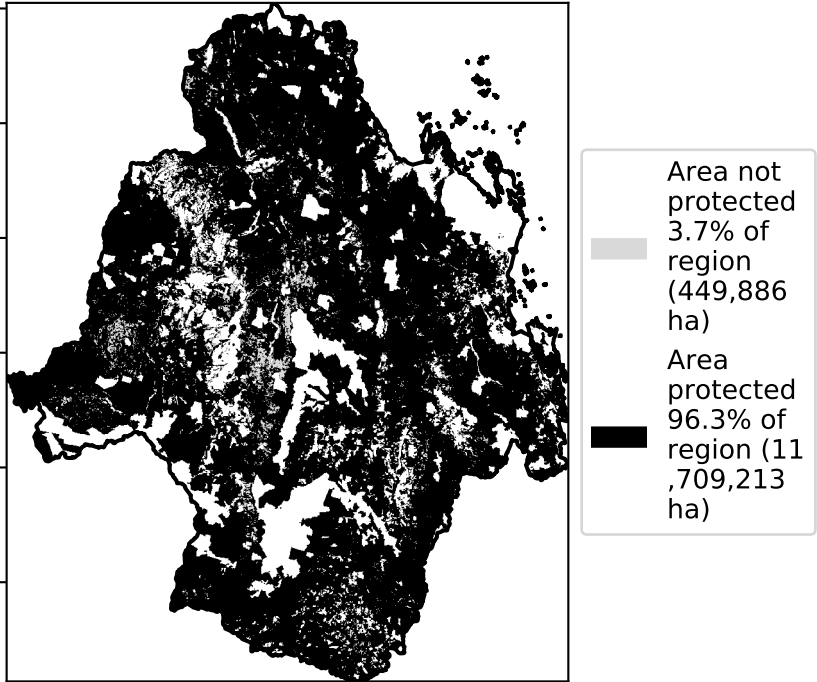 Area not
protected
3.7% of
region
(449,886
ha)
Area
protected
96.3% of
region (11
,709,213
ha)